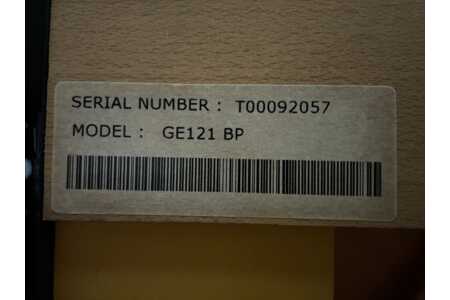 SERIAL NUMBER : T00092057
MODEL : GE121 BP